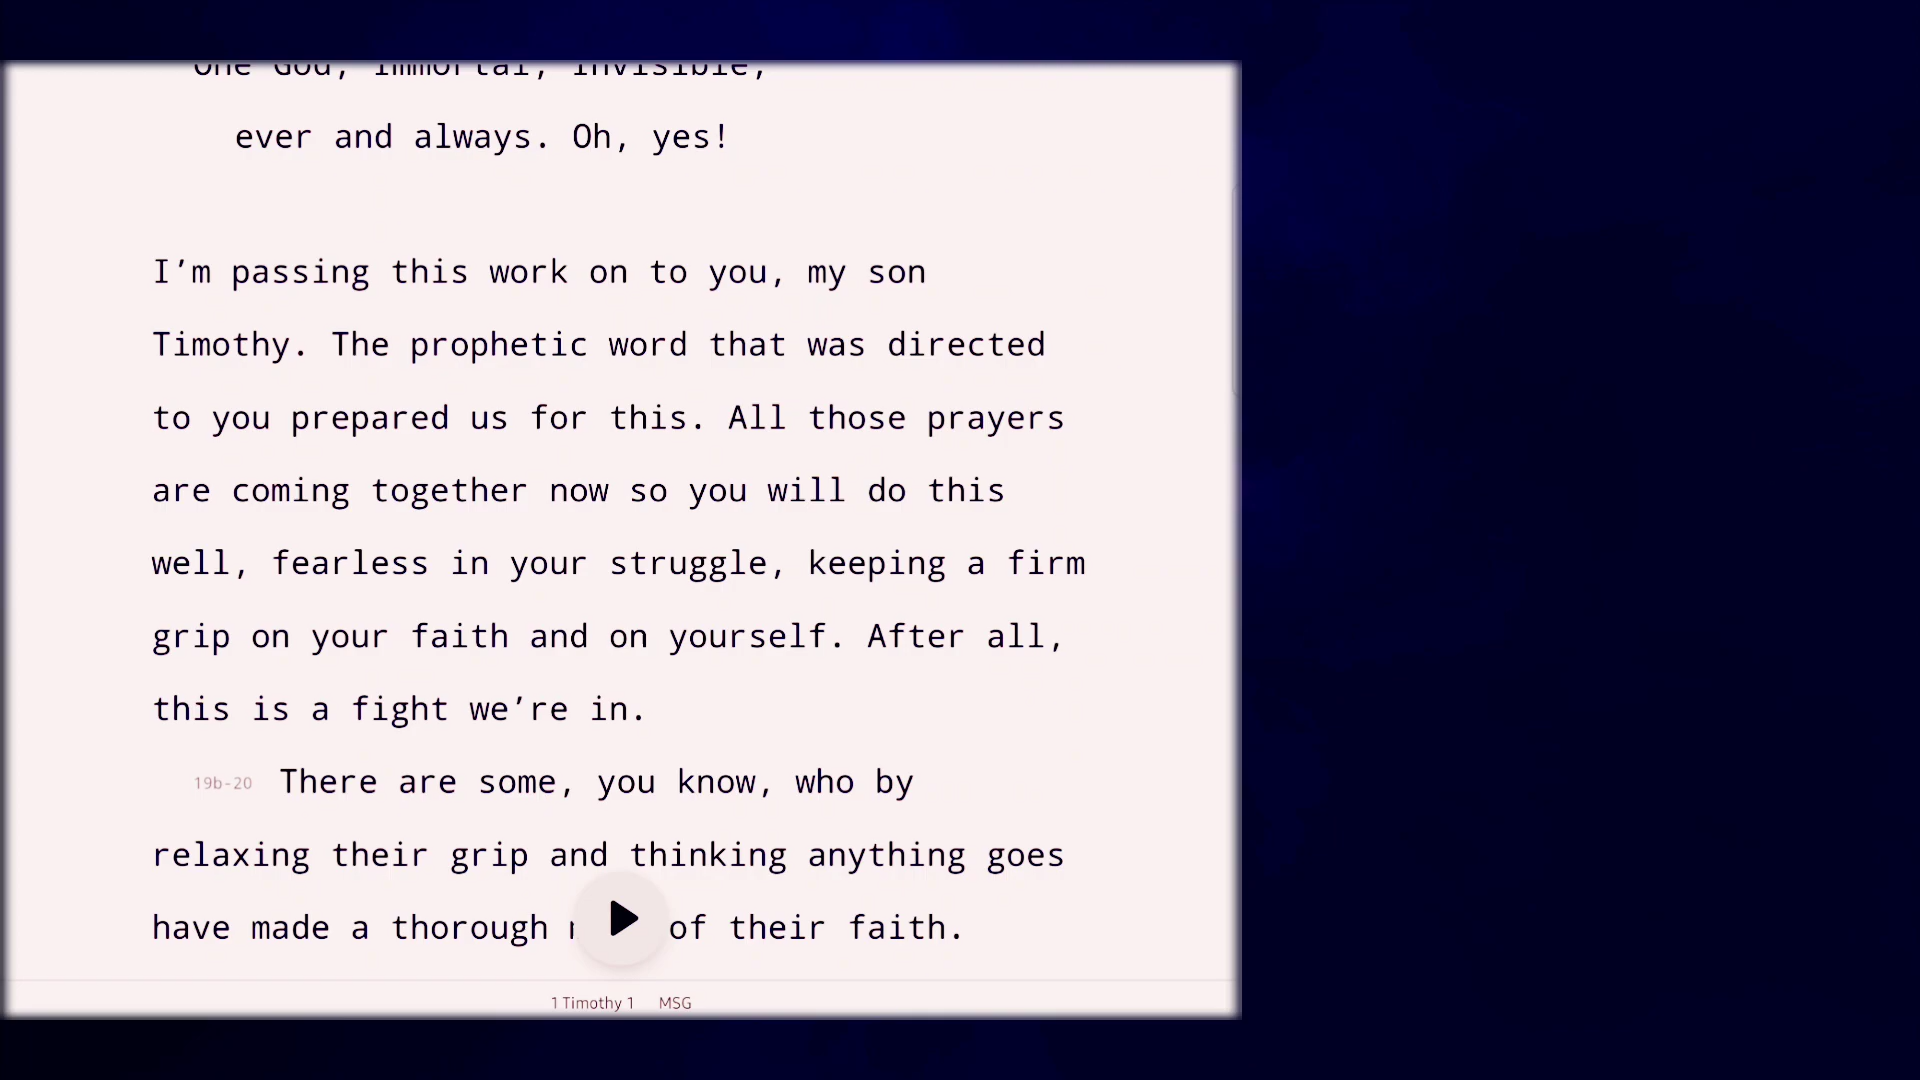 One God, Immortal, Invisible,
ever and always. Oh, yes!
I’m passing this work on to you, my son
Timothy. The prophetic word that was directed
to you prepared us for this. All those prayers
are coming together now so you will do this
well, fearless in your struggle, keeping a firm
grip on your faith and on yourself. After all,
this is a fight we’re in.
19b-20 There are some, you know, who by
relaxing their grip and thinking anything goes
have made a thorough of their faith.
1 Timothy 1 MSG